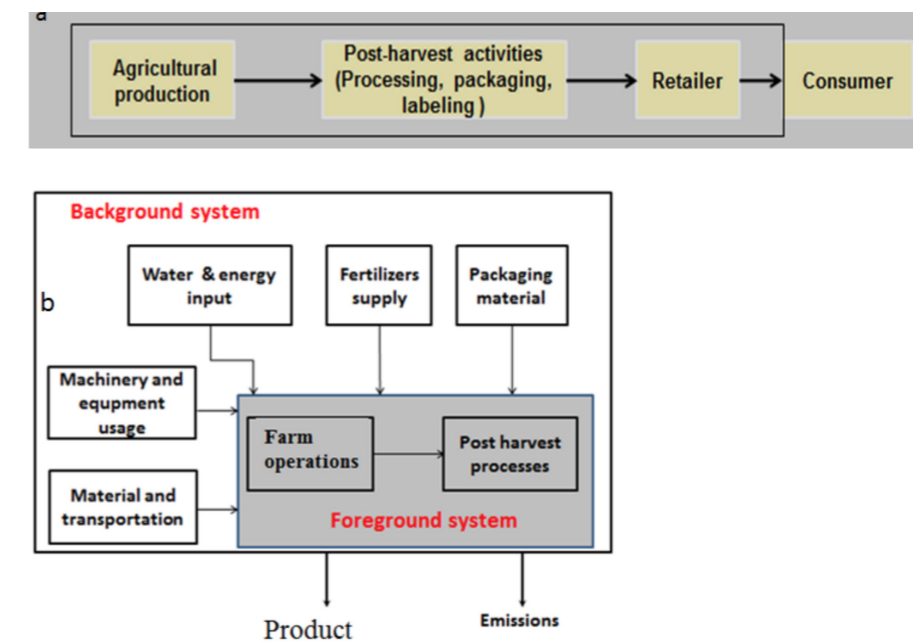 a
Agricultural
production
Post-harvest activities
(Processing, packaging,
labeling )
Retailer
Consumer
Background system
b
Water & energy
input
Fertilizers
supply
Packaging
material
Machinery and
equpment
usage
Farm
operations
Post harvest
processes
Material and
transportation
Foreground system
Product
Emissions